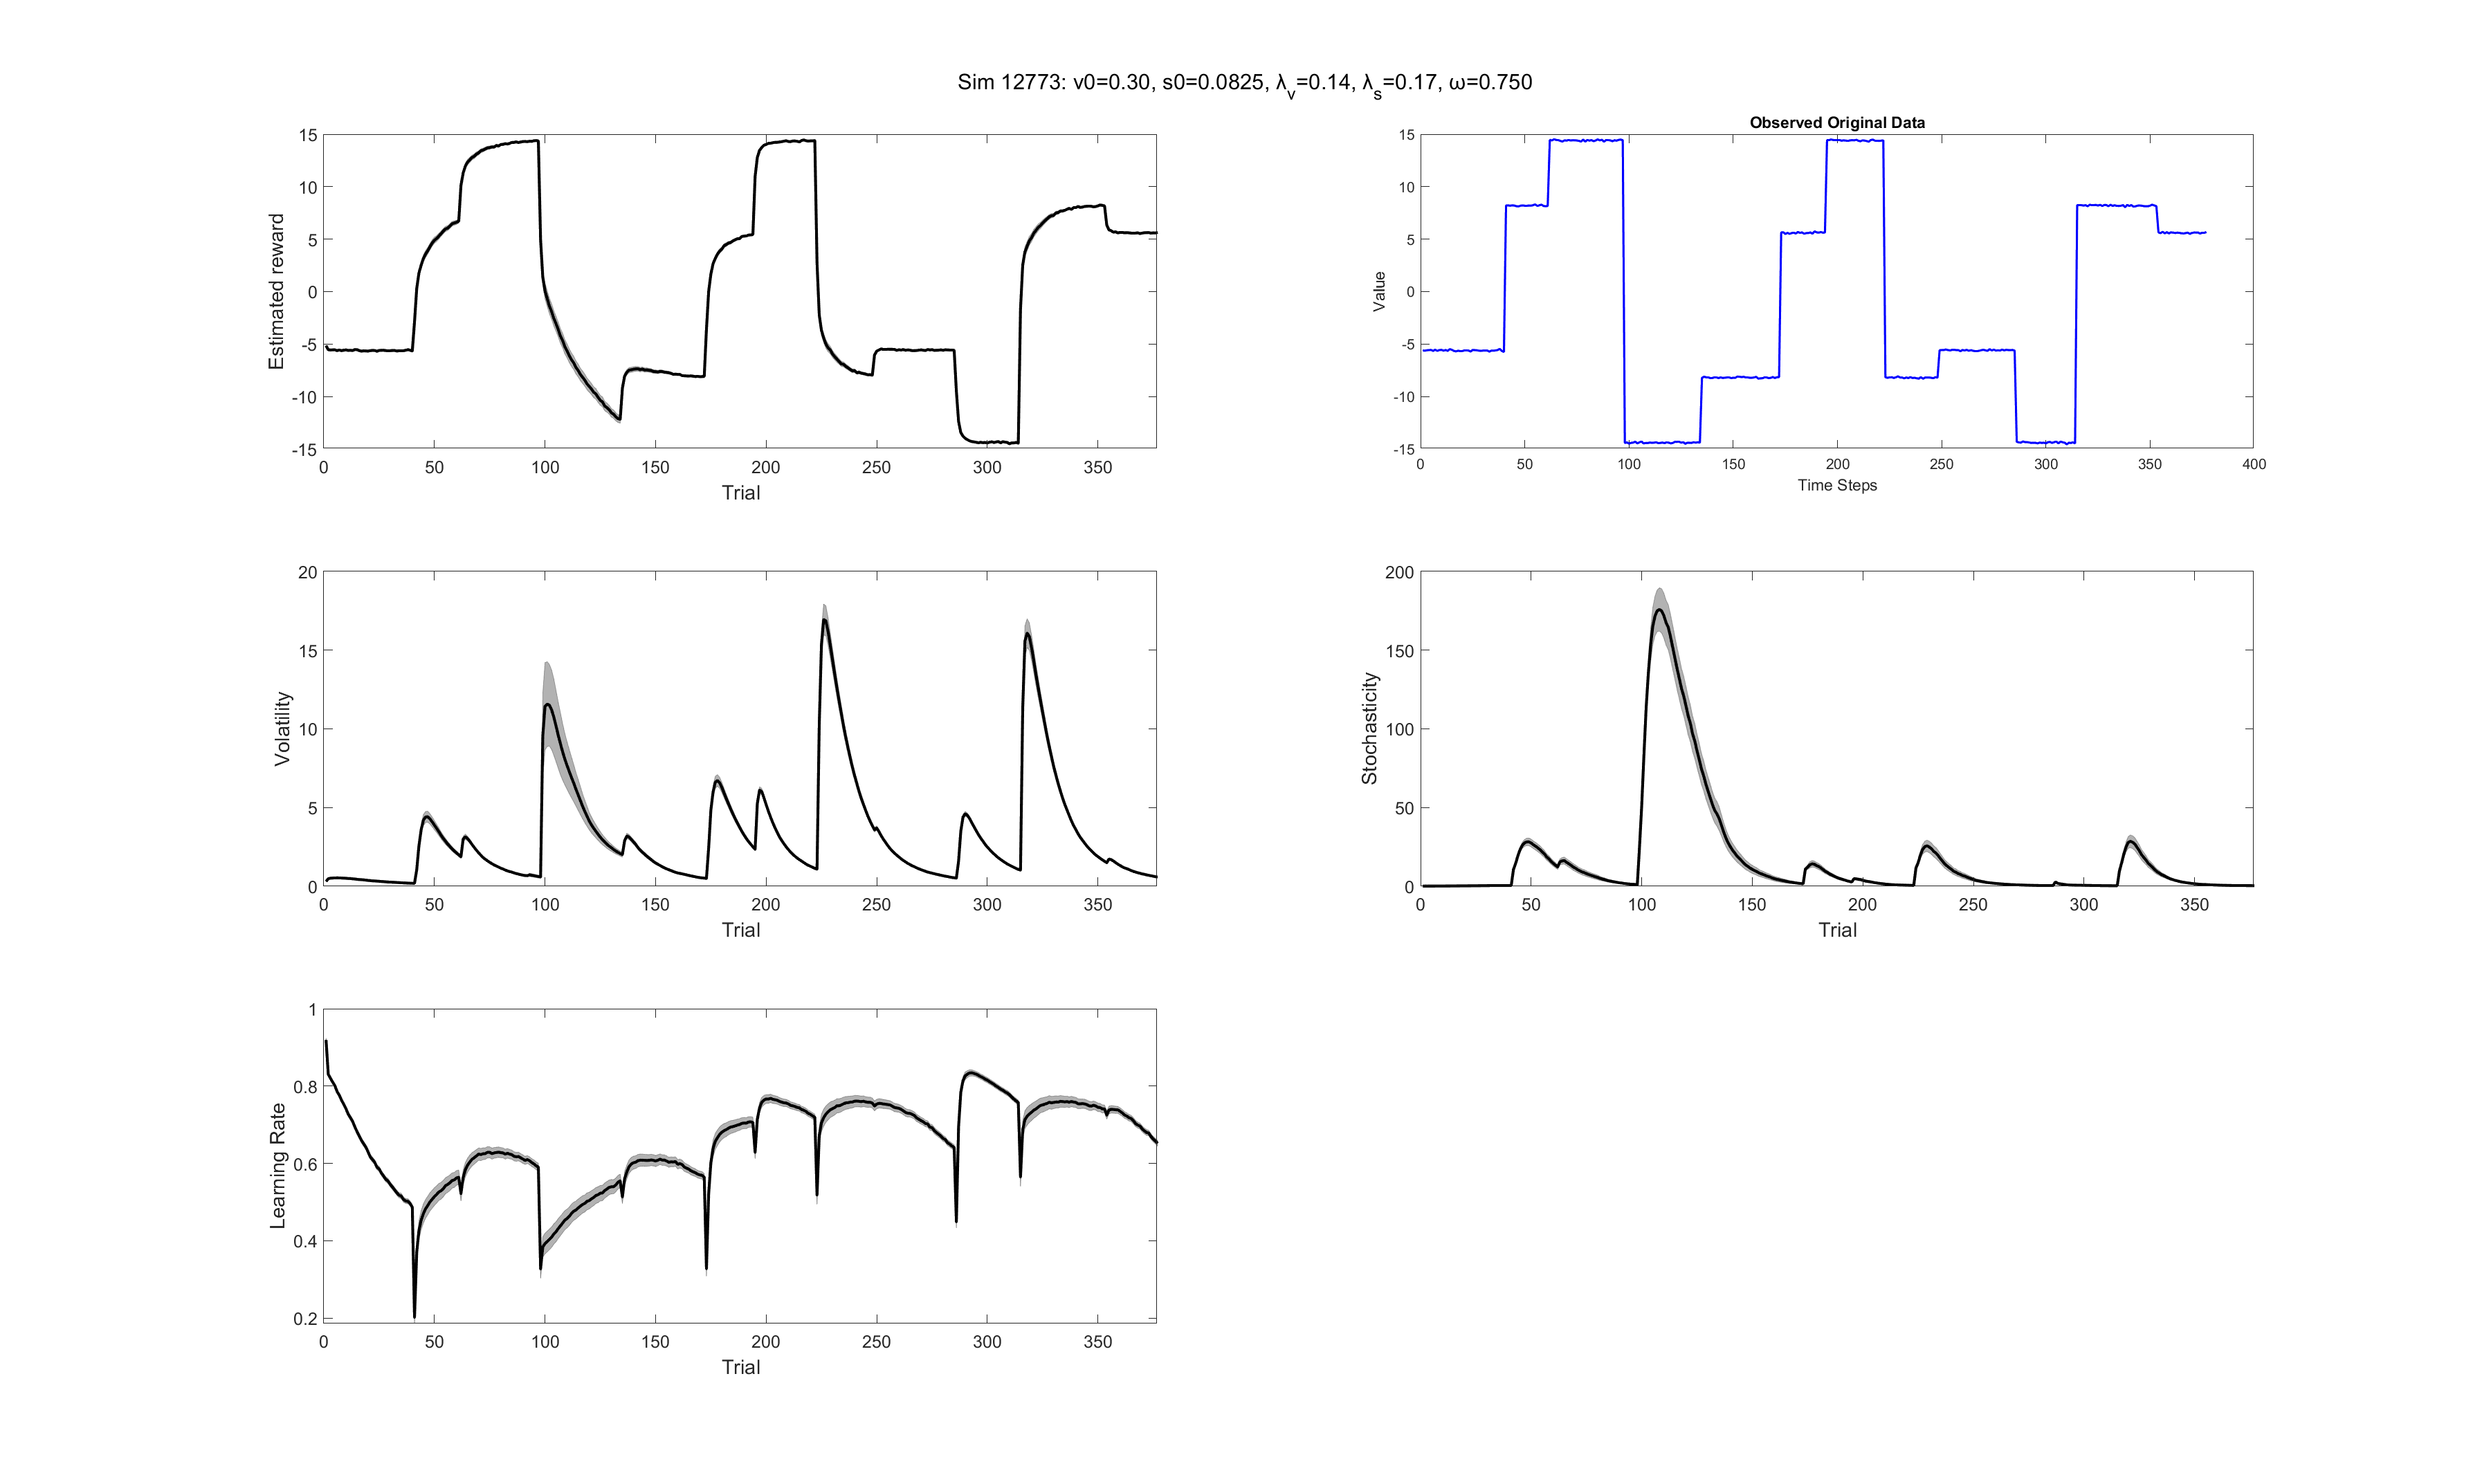 Sim 12773: v0=0.30, s0=0.0825, λv=0.14, λs=0.17, ω=0.750
15
10
5
0
-5
-10
-15
Estimated reward
0 50 100 150 200 250 300 350
Trial
Observed Original Data
15
10
5
0
-5
-10
-15
Value
0 50 100 150 200 250 300 350 400
Time Steps
20
15
10
5
0
Volatility
0 50 100 150 200 250 300 350
Trial
200
150
100
50
0
Stochasticity
0 50 100 150 200 250 300 350
Trial
1
0.8
0.6
0.4
0.2
Learning Rate
0 50 100 150 200 250 300 350
Trial